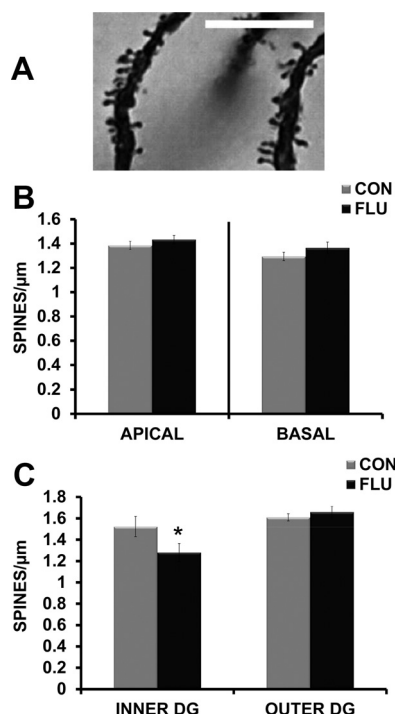 A
B
CON
FLU
SPINES/µm
1.6
1.4
1.2
1
0.8
0.6
0.4
0.2
0
APICAL BASAL
C
CON
FLU
SPINES/µm
1.8
1.6
1.4
1.2
1
0.8
0.6
0.4
0.2
0
*
INNER DG OUTER DG